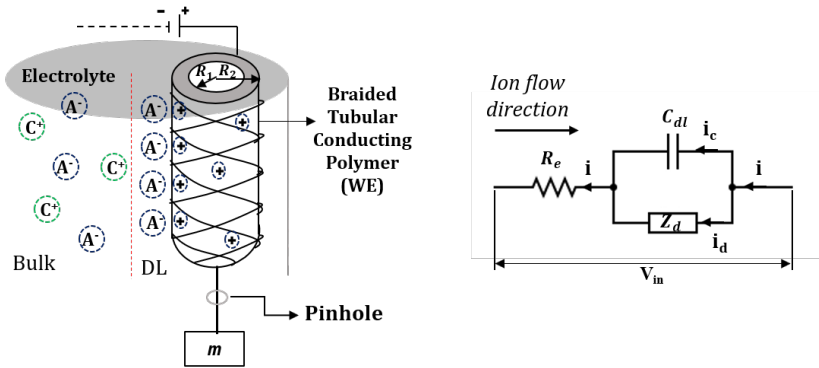 - +
Electrolyte
R1 R2
A- A- +
C+ +
A- +
A- C+ +
A- +
C+
A- +
A- +
Bulk
DL
Braided
Tubular
Conducting
Polymer
(WE)
Pinhole
m
Ion flow
direction
Cdl
ic
Re
i
i
Zd
id
Vin